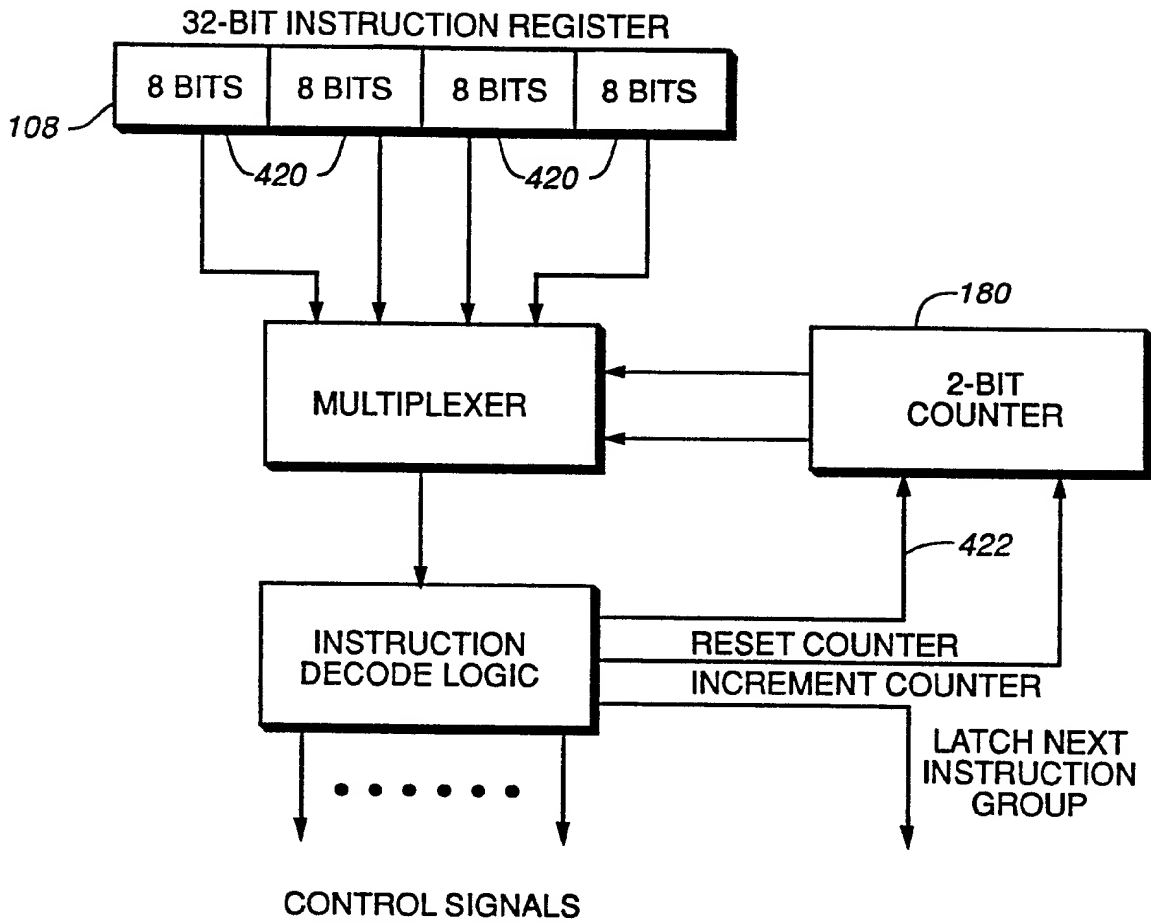 32-BIT INSTRUCTION REGISTER
8 BITS 8 BITS 8 BITS 8 BITS
108
420 420
180
MULTIPLEXER
2-BIT
COUNTER
422
INSTRUCTION
DECODE LOGIC
RESET COUNTER
INCREMENT COUNTER
LATCH NEXT
INSTRUCTION
GROUP
CONTROL SIGNALS